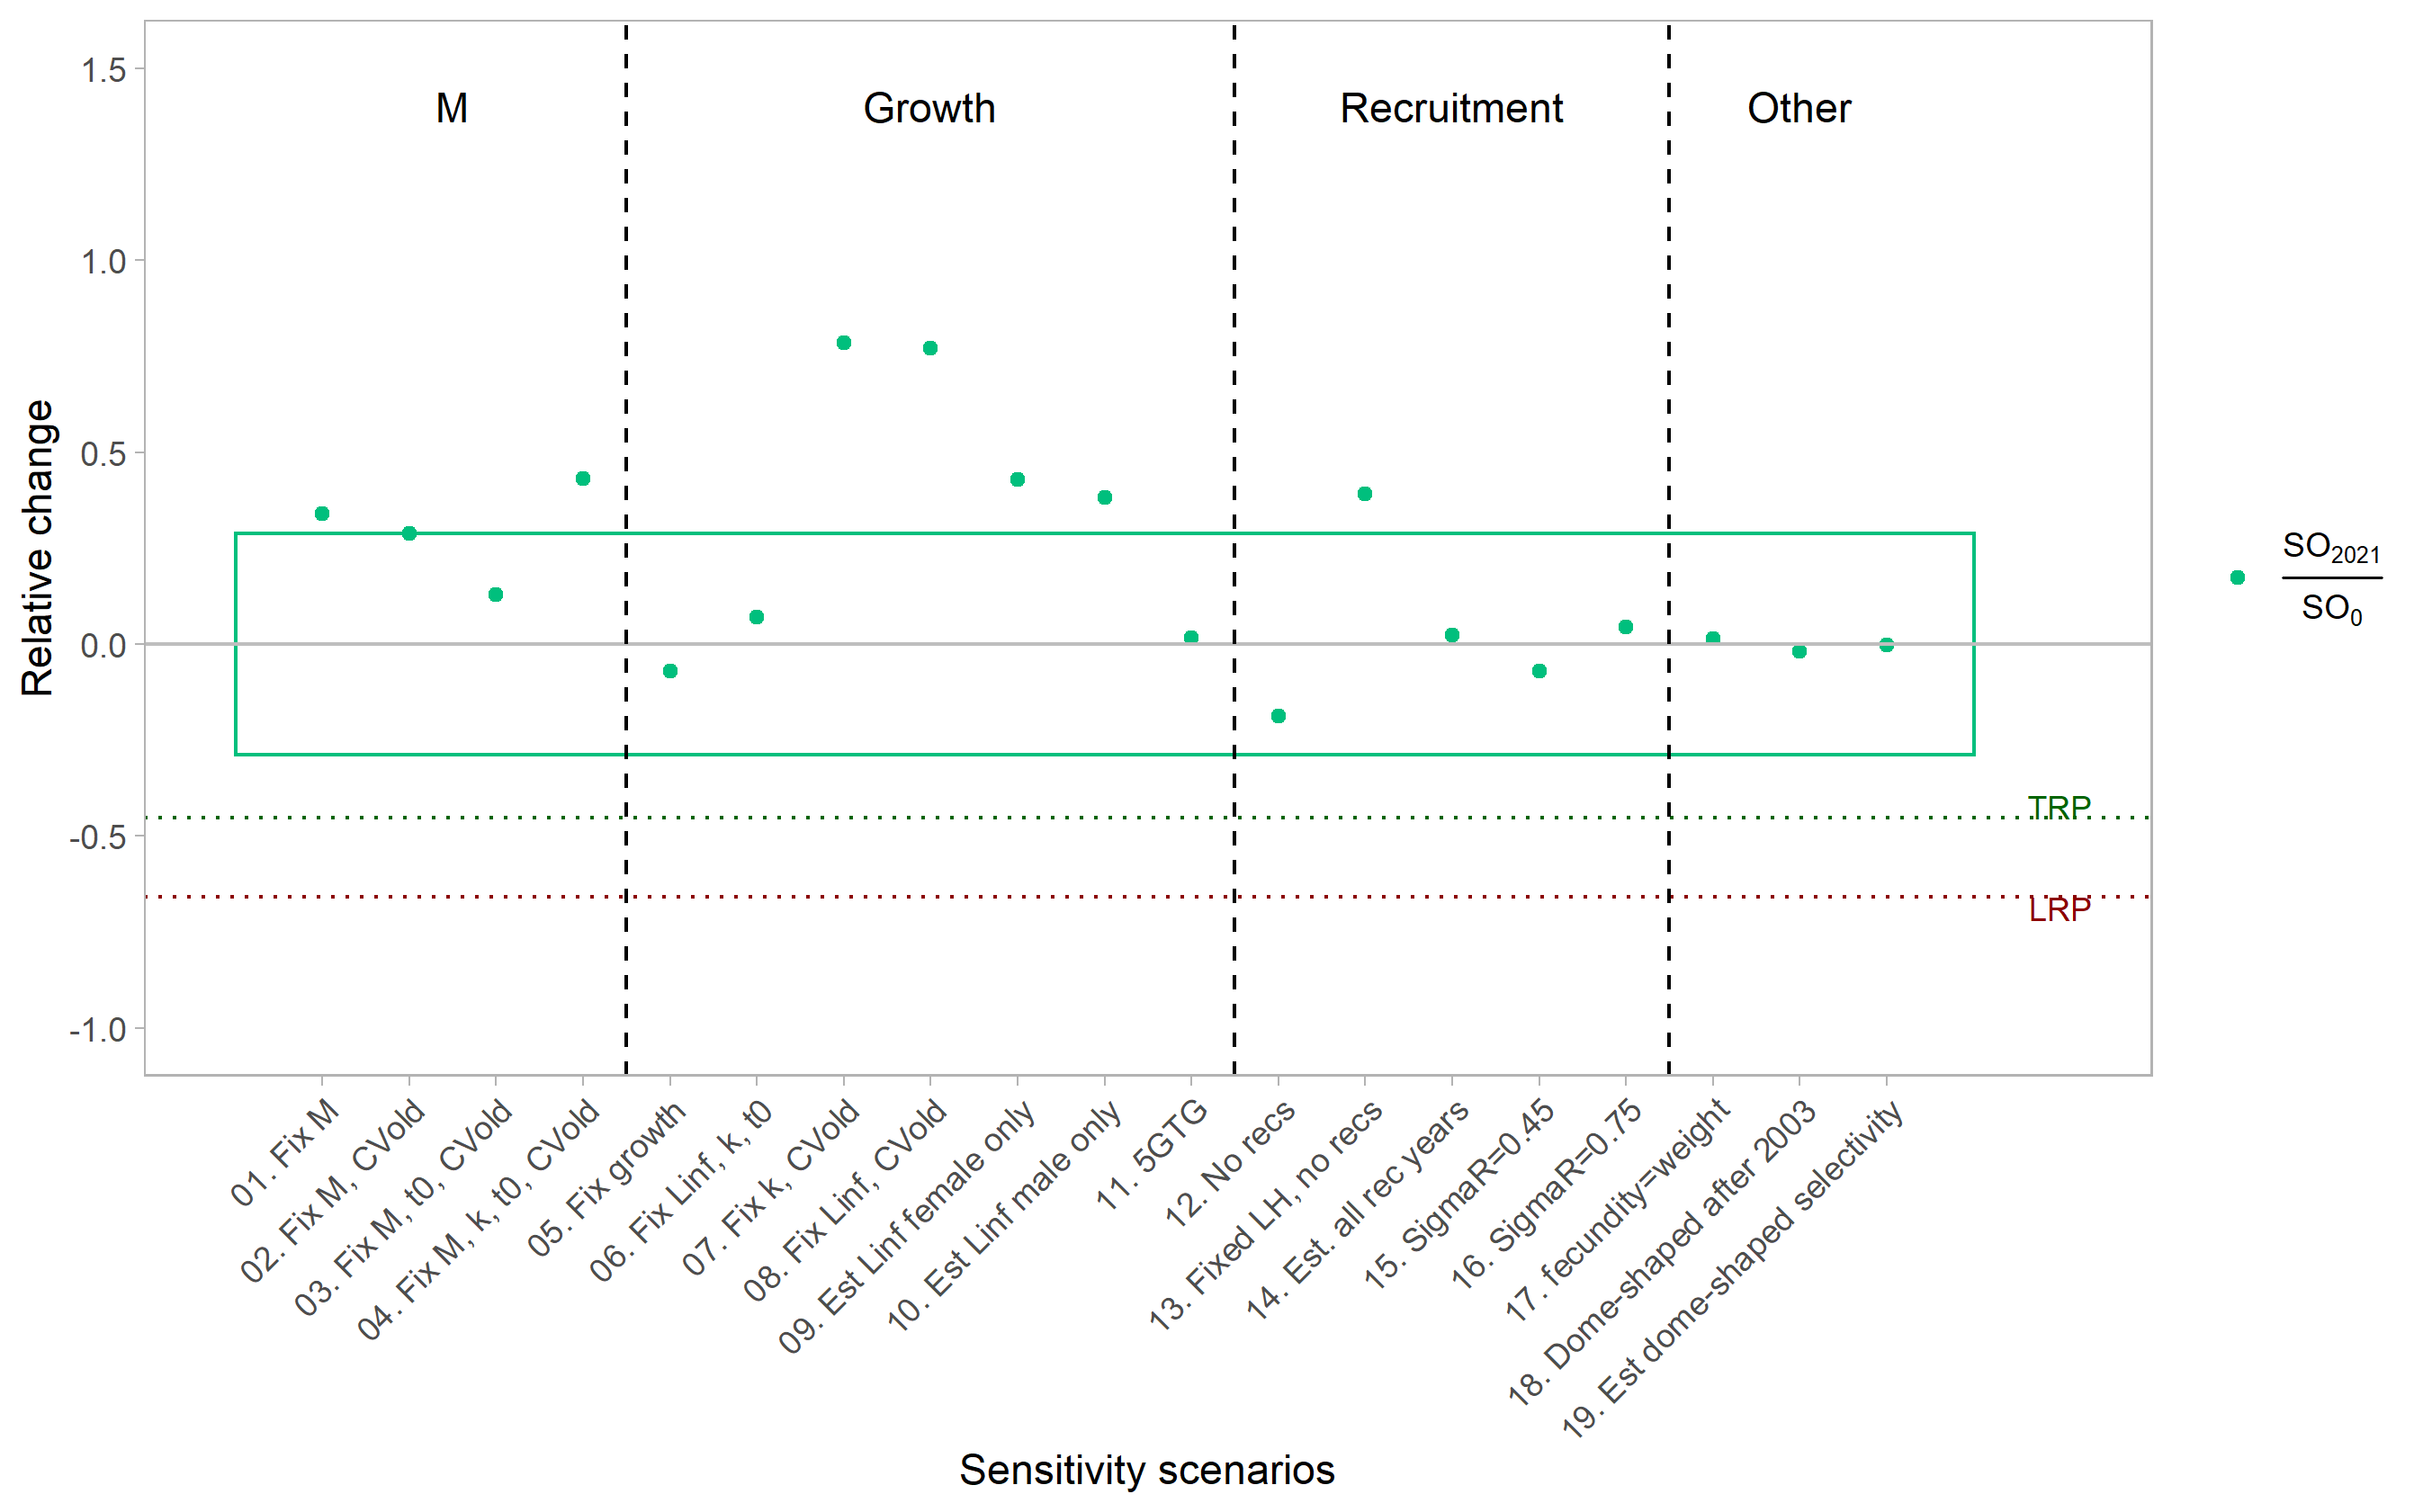 M
Growth
Recruitment
Other
1.5
1.0
0.5
0.0
-0.5
-1.0
Relative change
TRP
LRP
SO2021
SO0
01. Fix M
02. Fix M, CVold
03. Fix M, t0, CVold
04. Fix M, k, t0, CVold
05. Fix growth
06. Fix Linf, k, t0
07. Fix k, CVold
08. Fix Linf, CVold
09. Est Linf female only
10. Est Linf male only
11. 5GTG
12. No recs
13. Fixed LH, no recs
14. Est. all rec years
15. SigmaR=0.45
16. SigmaR=0.75
17. fecundity=weight
18. Dome-shaped after 2003
19. Est dome-shaped selectivity
Sensitivity scenarios